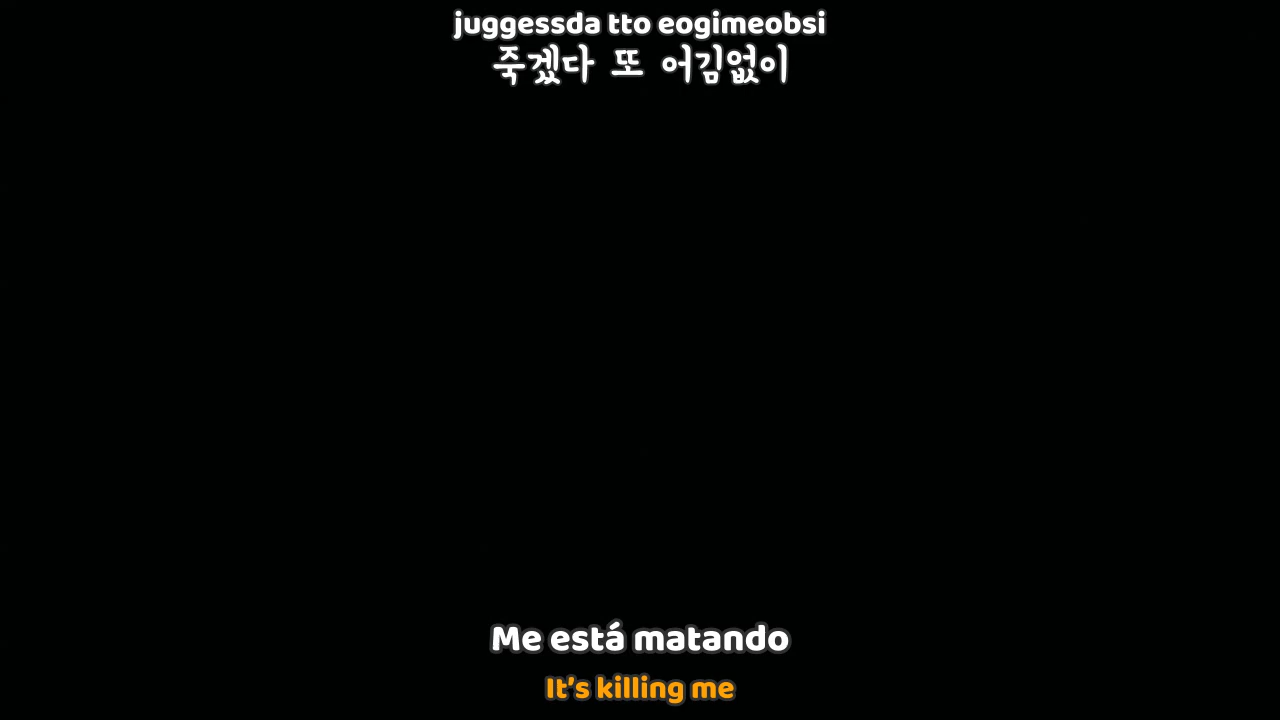 juggessda tto eogimeobsi
죽겠다 또 어김없이
Me está matando
It's killing me